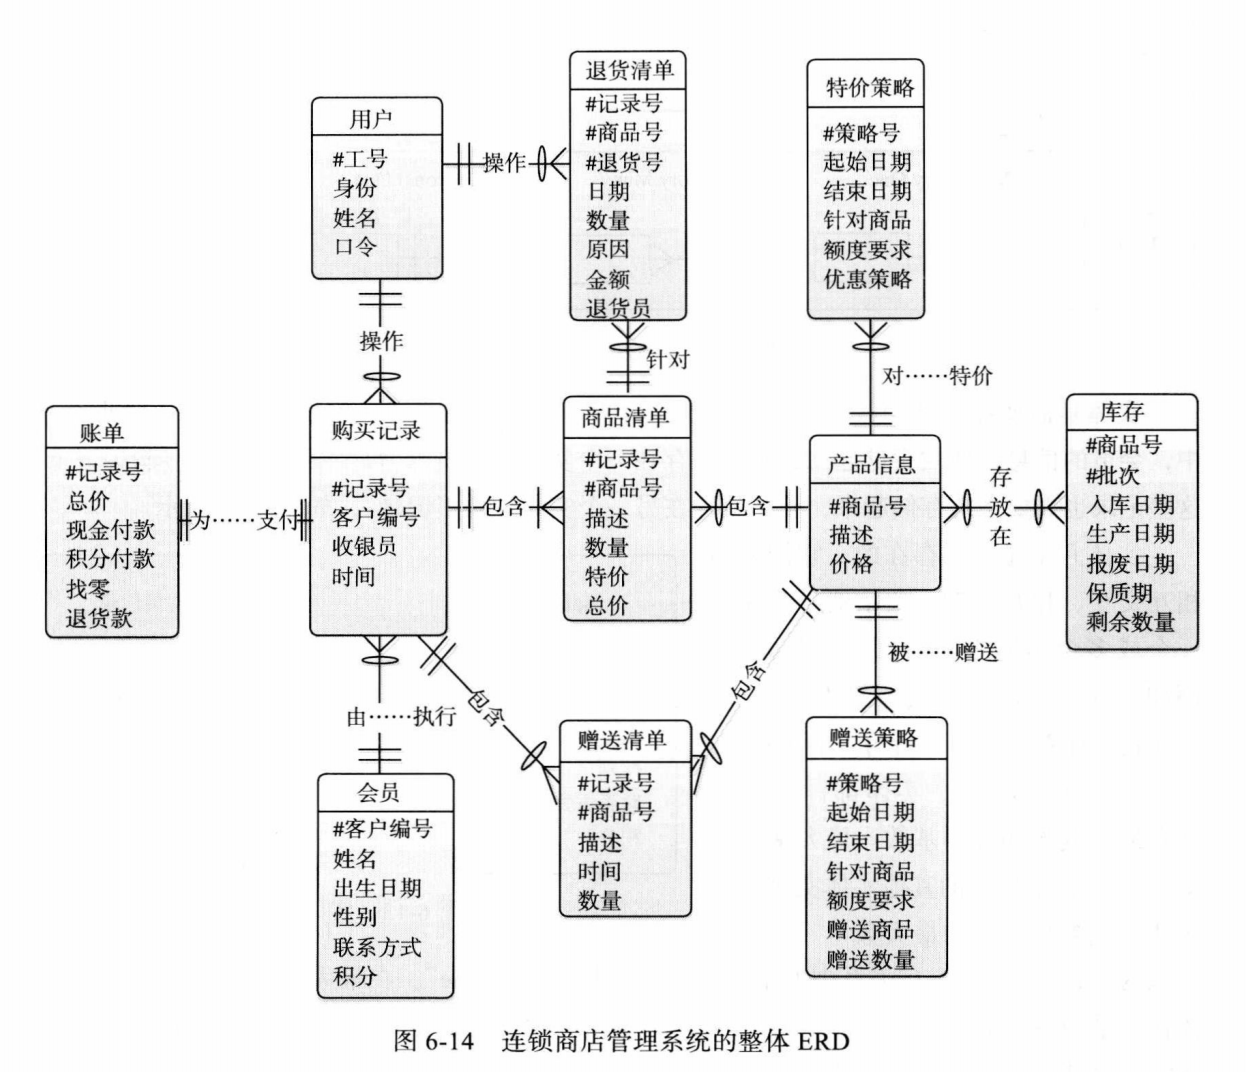 退货清单
#记录号
#商品号
#退货号
日期
数量
原因
金额
退货员
特价策略
#策略号
起始日期
结束日期
针对商品
额度要求
优惠策略
用户
#工号
身份
姓名
口令
操作
操作
针对
对……特价
账单
#记录号
总价
现金付款
积分付款
找零
退货款
为……支付
购买记录
#记录号
客户编号
收银员
时间
包含
商品清单
#记录号
#商品号
描述
数量
特价
总价
包含
产品信息
#商品号
描述
价格
存放在
库存
#商品号
#批次
入库日期
生产日期
报废日期
保质期
剩余数量
由……执行
包含
包含
被……赠送
会员
#客户编号
姓名
出生日期
性别
联系方式
积分
赠送清单
#记录号
#商品号
描述
时间
数量
赠送策略
#策略号
起始日期
结束日期
针对商品
额度要求
赠送商品
赠送数量
图 6-14 连锁商店管理系统的整体 ERD